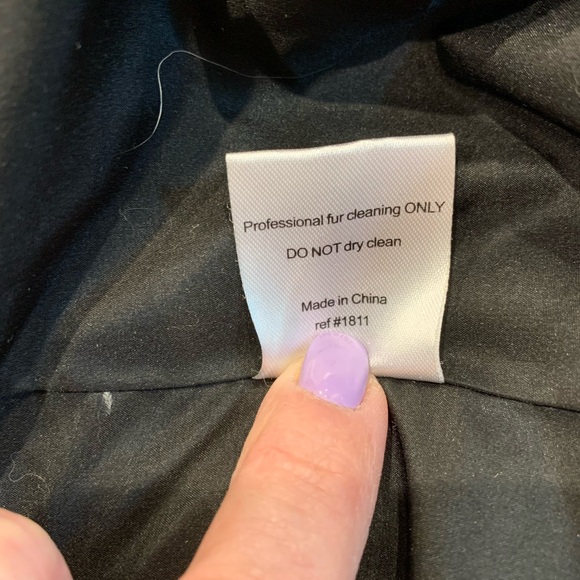 Professional fur cleaning ONLY
DO NOT dry clean
Made in China
ref #1811